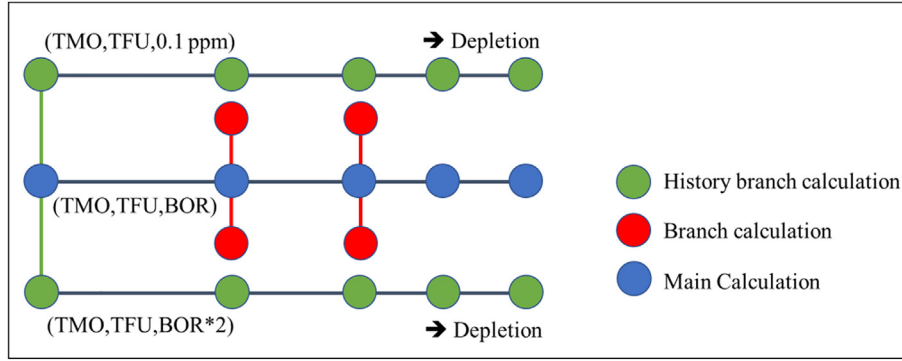 (TMO,TFU,0.1 ppm)
➔ Depletion
(TMO,TFU,BOR)
History branch calculation
Branch calculation
Main Calculation
(TMO,TFU,BOR*2)
➔ Depletion